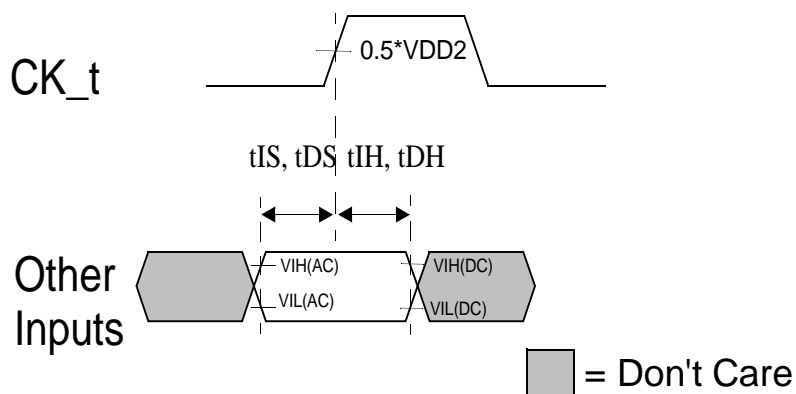 CK_t
0.5*VDD2
tIS, tDS tIH, tDH
Other
Inputs
VIH(AC)
VIH(DC)
VIL(AC)
VIL(DC)
= Don't Care